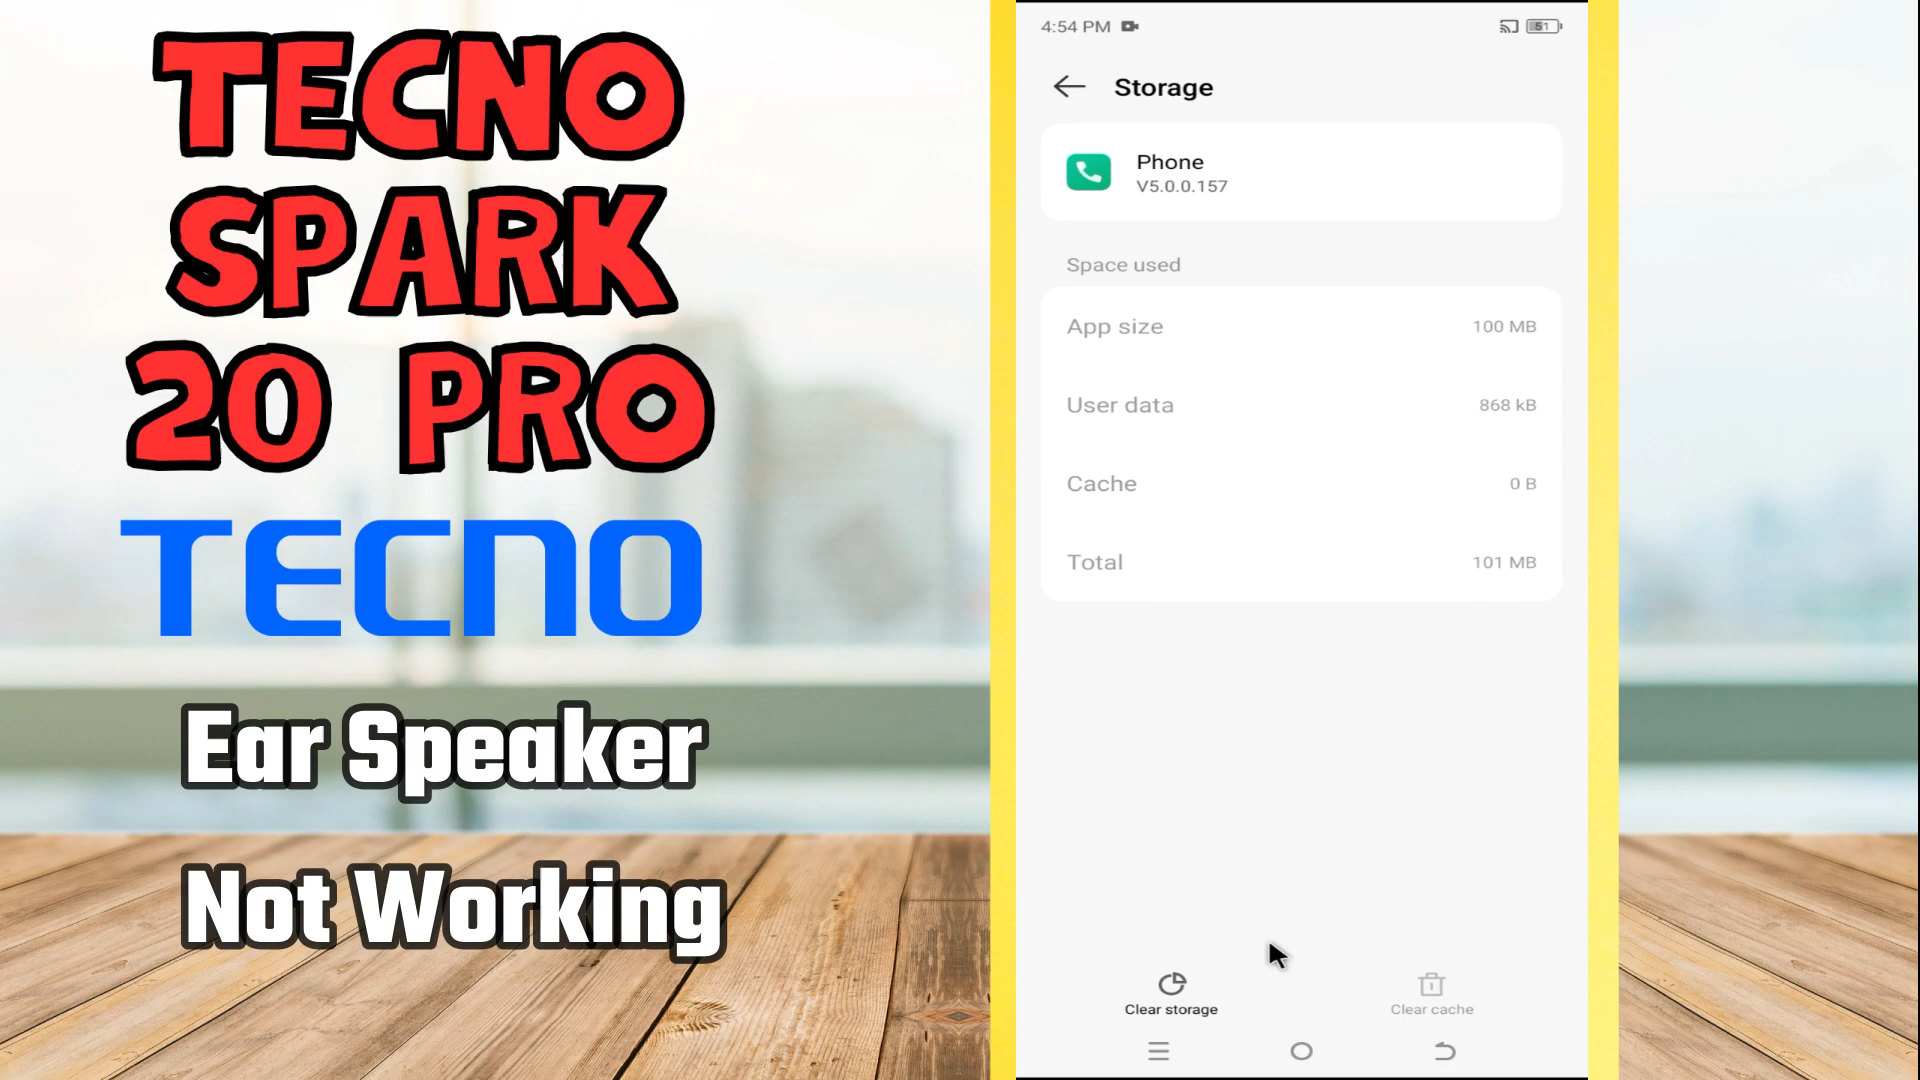 TECNO
SPARK
20 PRO
TECNO
Ear Speaker
Not Working
4:54 PM
51
Storage
Phone
V5.0.0.157
Space used
App size
100 MB
User data
868 kB
Cache
0 B
Total
101 MB
Clear storage
Clear cache